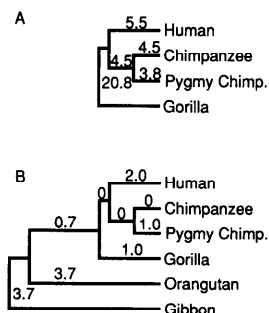 A
5.5 Human
4.5 Chimpanzee
4.5
3.8 Pygmy Chimp.
20.8
Gorilla
B
2.0 Human
0
0 Chimpanzee
0
1.0 Pygmy Chimp.
0.7
1.0 Gorilla
3.7 Orangutan
3.7
Gibbon